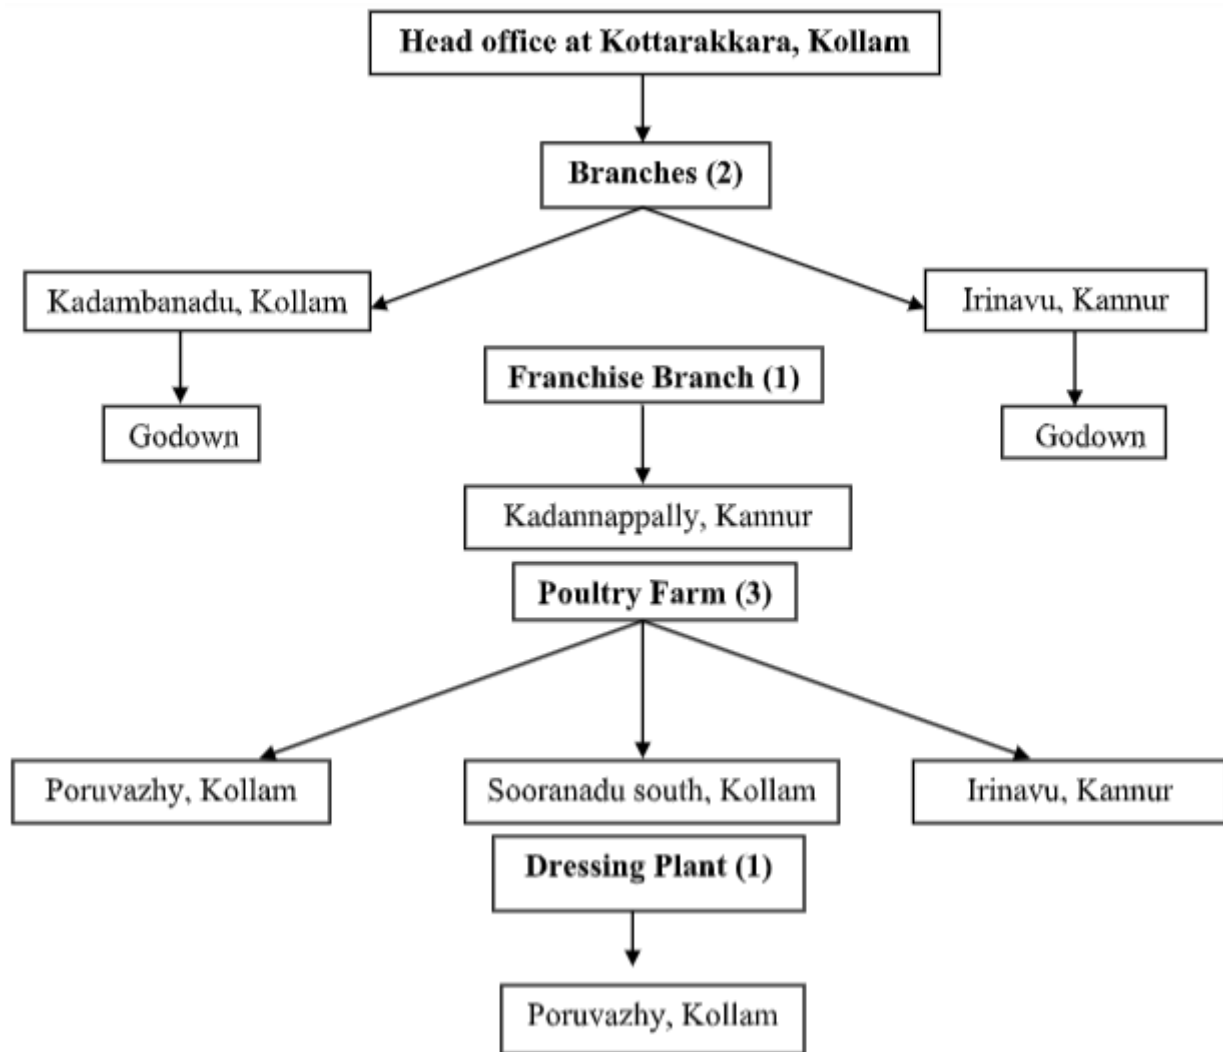 Head office at Kottarakkara, Kollam
Branches (2)
Kadambanadu, Kollam
Irinavu, Kannur
Franchise Branch (1)
Godown
Godown
Kadannappally, Kannur
Poultry Farm (3)
Poruvazhy, Kollam
Sooranadu south, Kollam
Irinavu, Kannur
Dressing Plant (1)
Poruvazhy, Kollam